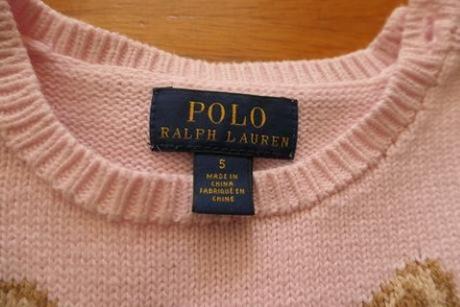 POLO
RALPH LAUREN
5
MADE IN
CHINA
FABRIQUÉ EN
CHINE